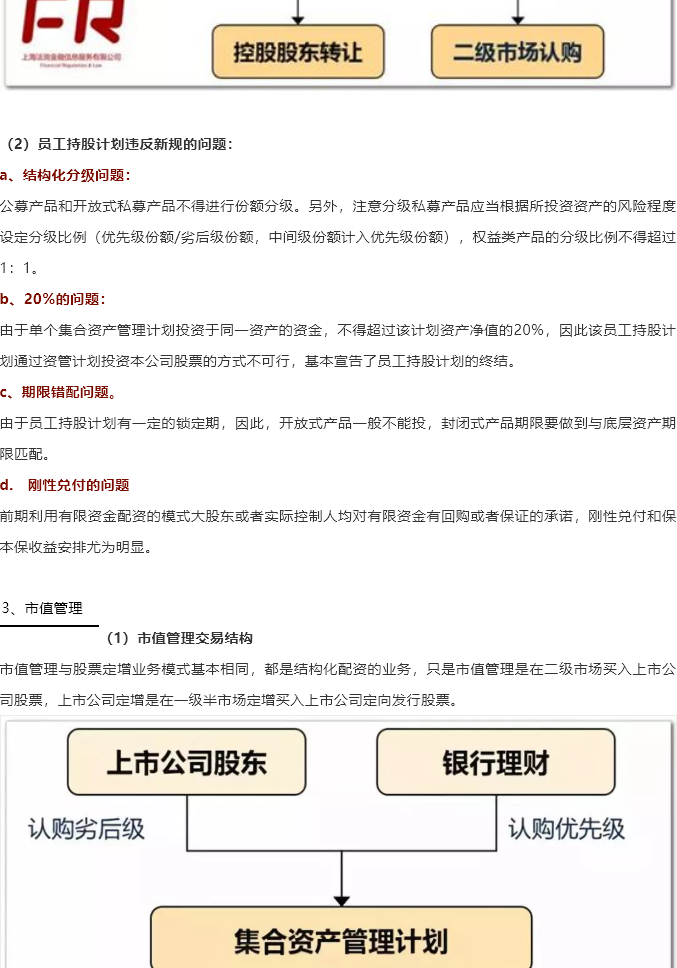 FR
上海法询金融信息服务有限公司
Financial Regulations & Law
控股股东转让
二级市场认购
（2）员工持股计划违反新规的问题：
a、结构化分级问题：
公募产品和开放式私募产品不得进行份额分级。另外，注意分级私募产品应当根据所投资资产的风险程度
设定分级比例（优先级份额/劣后级份额，中间级份额计入优先级份额），权益类产品的分级比例不得超过
1：1。
b、20%的问题：
由于单个集合资产管理计划投资于同一资产的资金，不得超过该计划资产净值的20%，因此该员工持股计
划通过资管计划投资本公司股票的方式不可行，基本宣告了员工持股计划的终结。
c、期限错配问题。
由于员工持股计划有一定的锁定期，因此，开放式产品一般不能投，封闭式产品期限要做到与底层资产期
限匹配。
d. 刚性兑付的问题
前期利用有限资金配资的模式大股东或者实际控制人均对有限资金有回购或者保证的承诺，刚性兑付和保
本保收益安排尤为明显。
3、市值管理
（1）市值管理交易结构
市值管理与股票定增业务模式基本相同，都是结构化配资的业务，只是市值管理是在二级市场买入上市公
司股票，上市公司定增是在一级半市场定增买入上市公司定向发行股票。
上市公司股东
银行理财
认购劣后级
认购优先级
集合资产管理计划